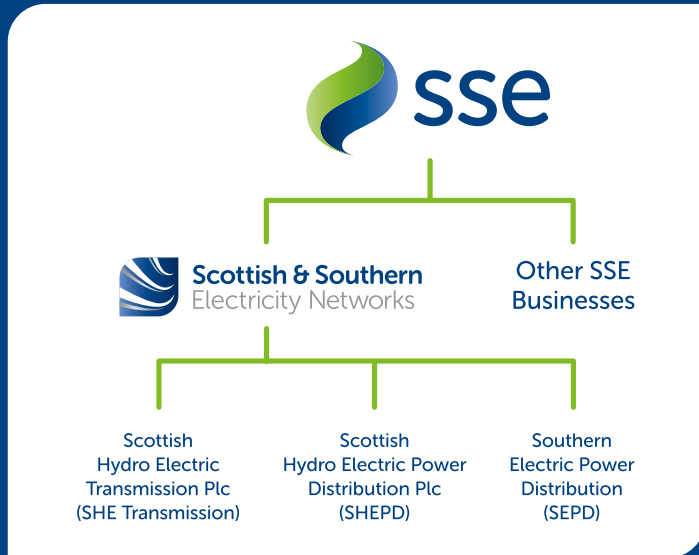 sse
Scottish & Southern
Electricity Networks
Other SSE
Businesses
Scottish
Hydro Electric
Transmission Plc
(SHE Transmission)
Scottish
Hydro Electric Power
Distribution Plc
(SHEPD)
Southern
Electric Power
Distribution
(SEPD)